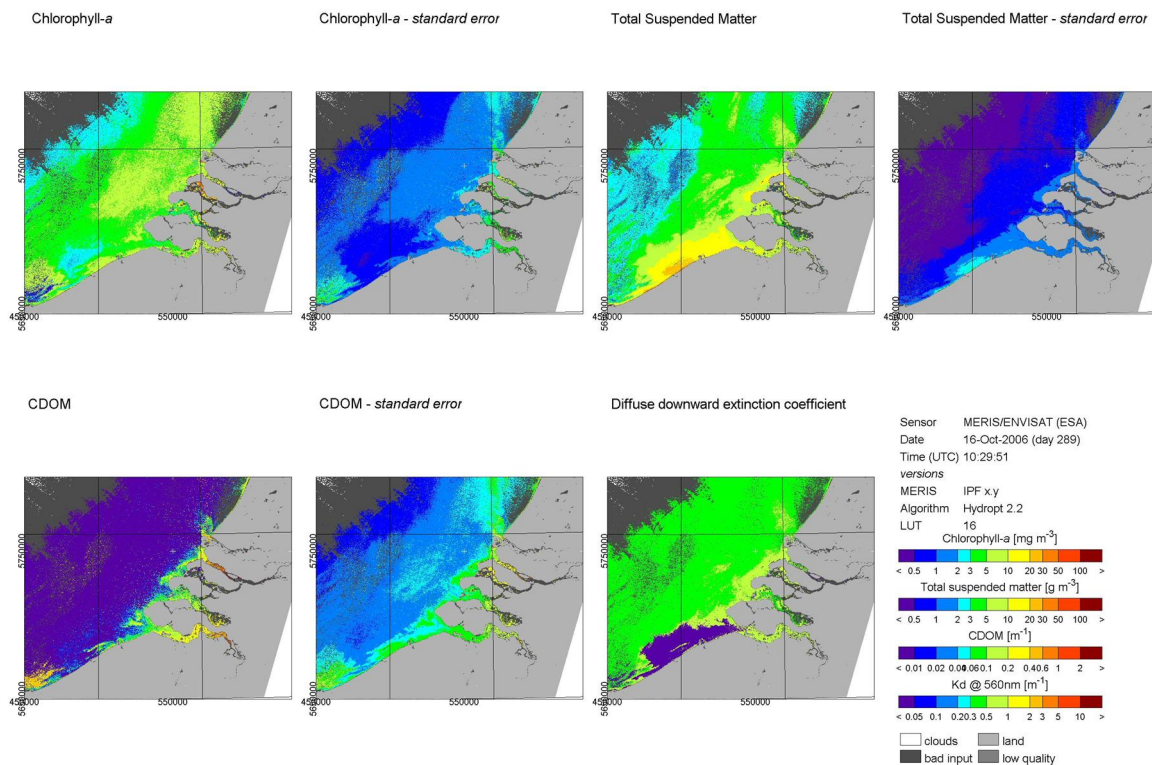 Chlorophyll-a
Chlorophyll-a - standard error
Total Suspended Matter
Total Suspended Matter - standard error
5750000
5750000
5750000
5750000
550000
550000
550000
550000
CDOM
CDOM - standard error
Diffuse downward extinction coefficient
5750000
5750000
5750000
550000
550000
550000
Sensor MERIS/ENVISAT (ESA)
Date 16-Oct-2006 (day 289)
Time (UTC) 10:29:51
versions
MERIS IPF x.y
Algorithm Hydropt 2.2
LUT 16
Chlorophyll-a [mg m-3]
< 0.5 1 2 3 5 10 20 30 50 100 >
Total suspended matter [g m-3]
< 0.5 1 2 3 5 10 20 30 50 100 >
CDOM [m-1]
< 0.01 0.02 0.06 0.1 0.2 0.4 0.6 1 2 >
Kd @ 560nm [m-1]
< 0.05 0.1 0.20.3 0.5 1 2 3 5 10 >
clouds land
bad input low quality